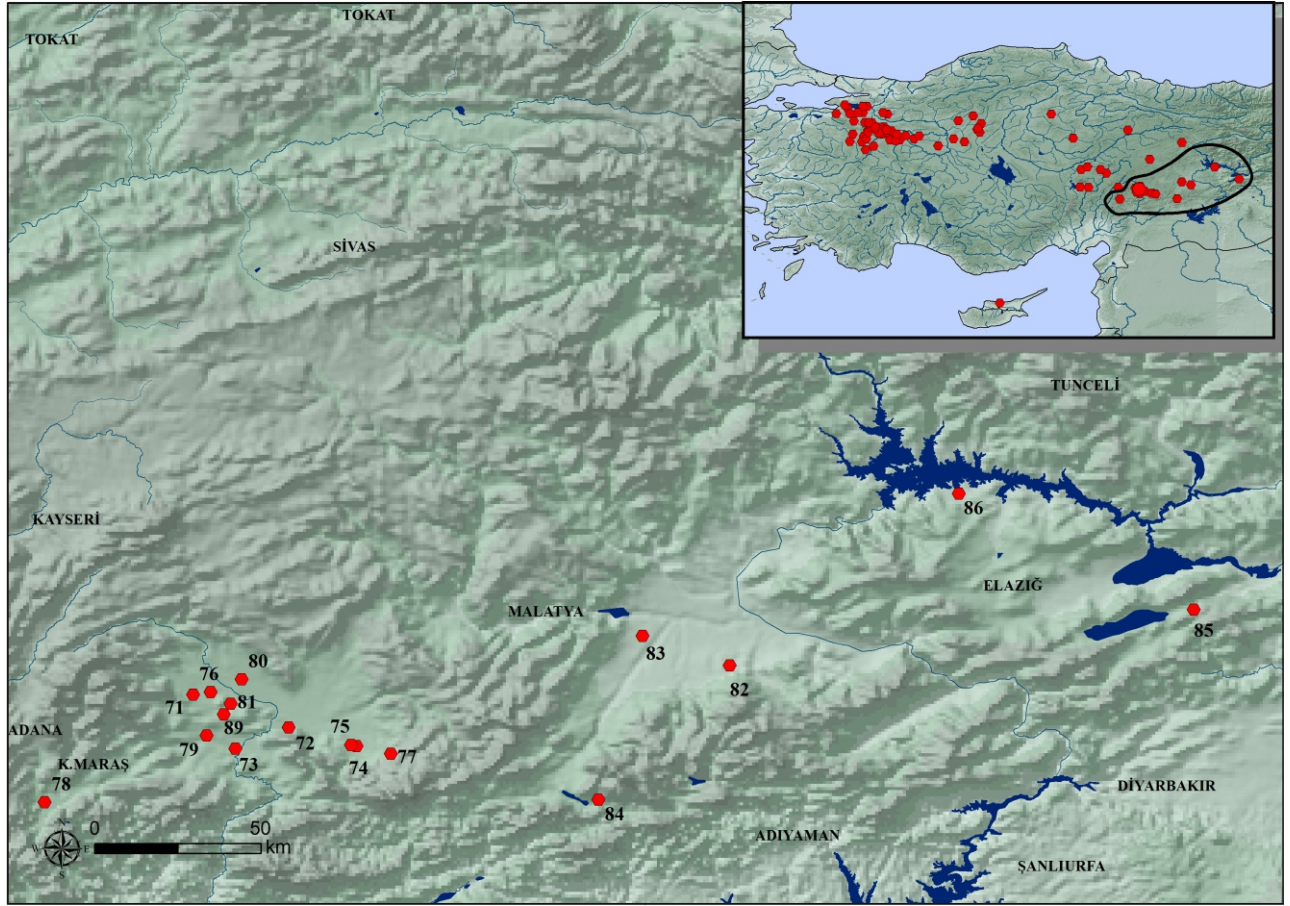 TOKAT
TOKAT
SİVAS
TUNCELİ
KAYSERİ
86
ELAZIĞ
MALATYA
85
83
80
76
82
71
81
89
75
ADANA
79
72
73
74
77
K.MARAŞ
78
DİYARBAKIR
84
N
0 50
km
W E
S
ADIYAMAN
ŞANLIURFA